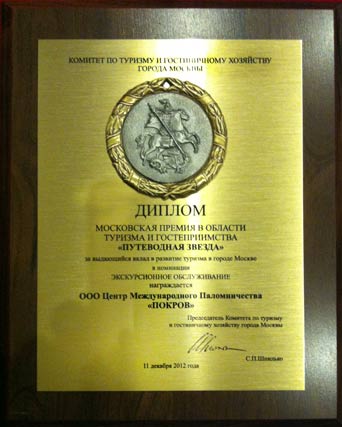 КОМИТЕТ ПО ТУРИЗМУ И ГОСТИНИЧНОМУ ХОЗЯЙСТВУ
ГОРОДА МОСКВЫ
ДИПЛОМ
МОСКОВСКАЯ ПРЕМИЯ В ОБЛАСТИ
ТУРИЗМА И ГОСТЕПРИИМСТВА
«ПУТЕВОДНАЯ ЗВЕЗДА»
за выдающийся вклад в развитие туризма в городе Москве
в номинации
ЭКСКУРСИОННОЕ ОБСЛУЖИВАНИЕ
награждается
ООО Центр Международного Паломничества
«ПОКРОВ»
Председатель Комитета по туризму
и гостиничному хозяйству города Москвы
С.П.Шпилько
11 декабря 2012 года